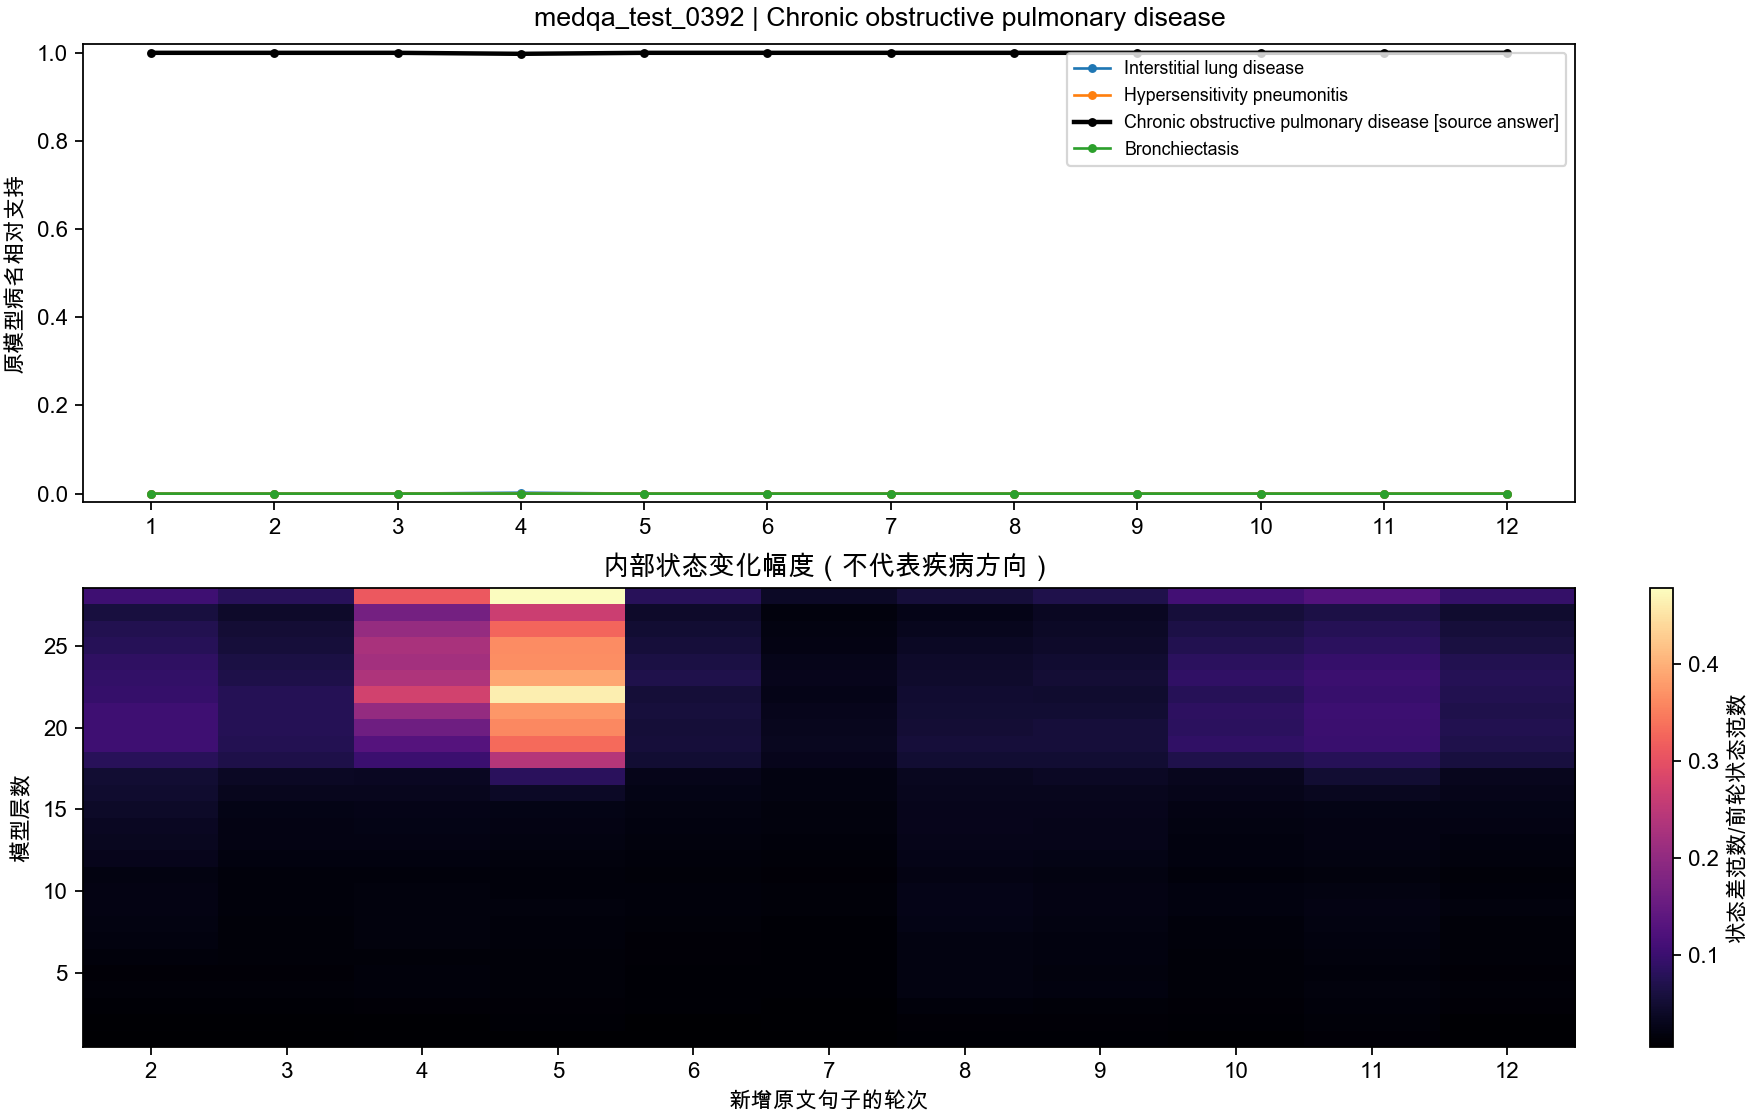 medqa_test_0392 | Chronic obstructive pulmonary disease
原模型病名相对支持
1.0
0.8
0.6
0.4
0.2
0.0
Interstitial lung disease
Hypersensitivity pneumonitis
Chronic obstructive pulmonary disease [source answer]
Bronchiectasis
1 2 3 4 5 6 7 8 9 10 11 12
内部状态变化幅度（不代表疾病方向）
模型层数
25
20
15
10
5
2 3 4 5 6 7 8 9 10 11 12
新增原文句子的轮次
0.4
0.3
0.2
0.1
状态差范数/前轮状态范数